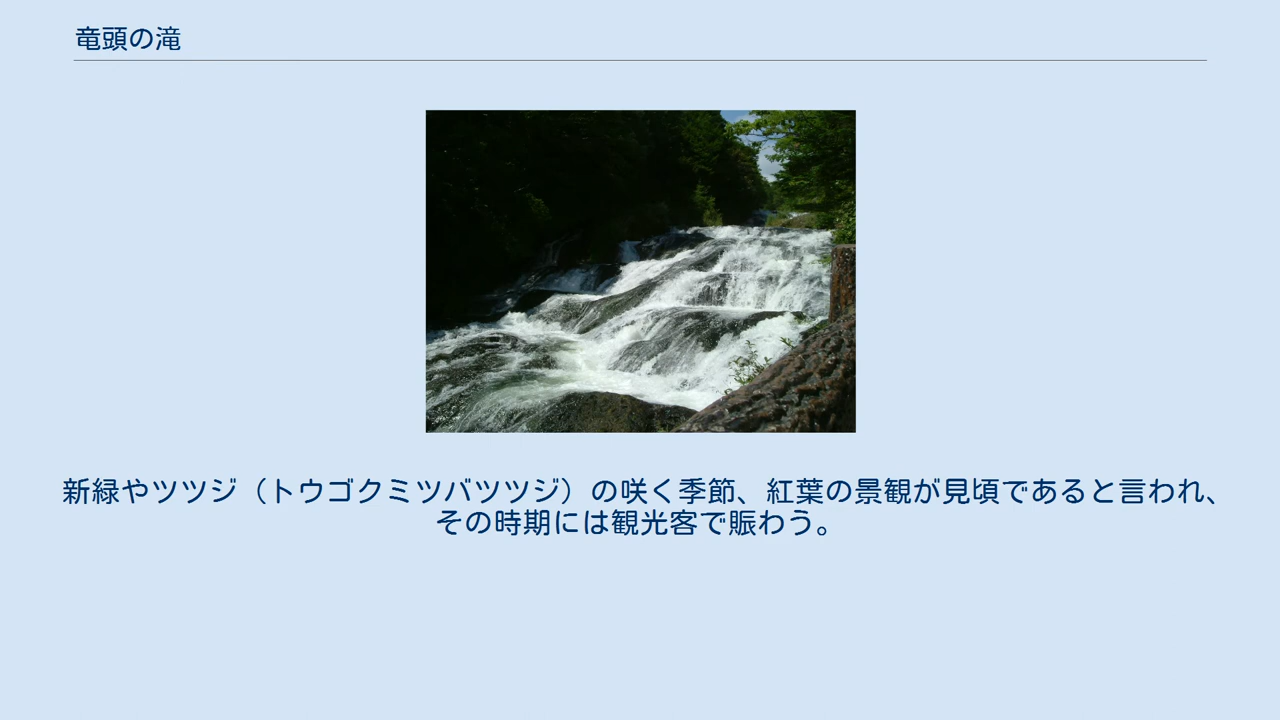 竜頭の滝
新緑やツツジ（トウゴクミツバツツジ）の咲く季節、紅葉の景観が見頃であると言われ、
その時期には観光客で賑わう。